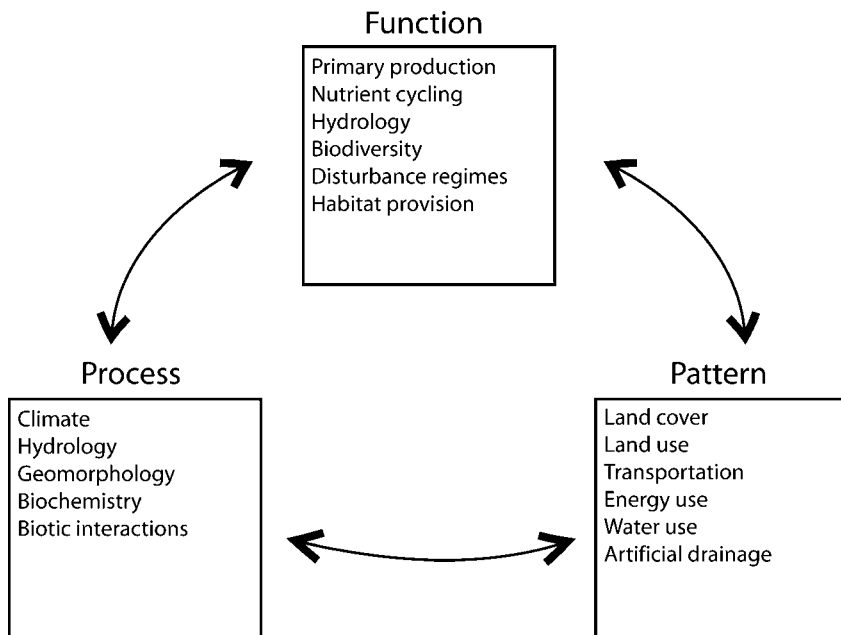 Function
Primary production
Nutrient cycling
Hydrology
Biodiversity
Disturbance regimes
Habitat provision
Process
Climate
Hydrology
Geomorphology
Biochemistry
Biotic interactions
Pattern
Land cover
Land use
Transportation
Energy use
Water use
Artificial drainage